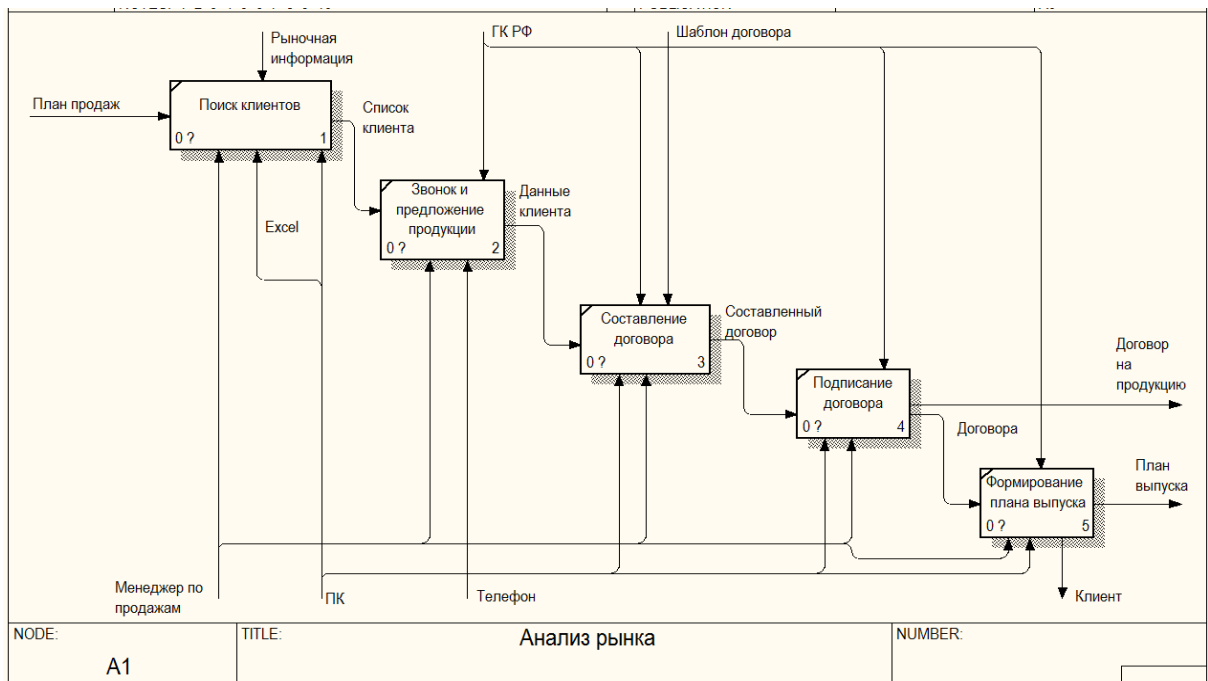 ГК РФ
Шаблон договора
Рыночная
информация
План продаж
Поиск клиентов
0 ?
1
Список
клиента
Звонок и
предложение
продукции
0 ?
2
Данные
клиента
Excel
Составление
договора
0 ?
3
Составленный
договор
Договор
на
продукцию
Подписание
договора
0 ?
4
Договора
План
выпуска
Формирование
плана выпуска
0 ?
5
Менеджер по
продажам
ПК
Телефон
Клиент
NODE:
A1
TITLE:
Анализ рынка
NUMBER: